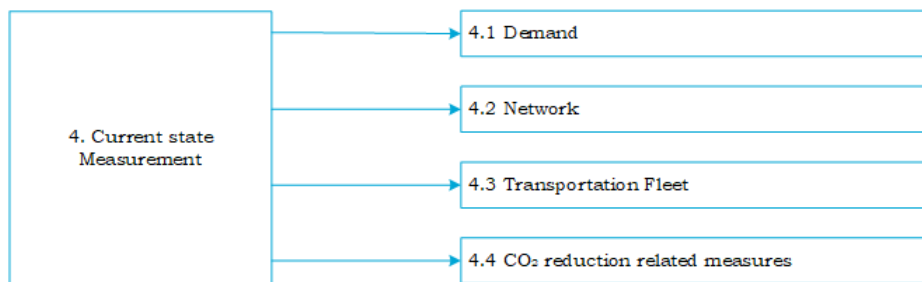 4. Current state
Measurement
4.1 Demand
4.2 Network
4.3 Transportation Fleet
4.4 CO₂ reduction related measures